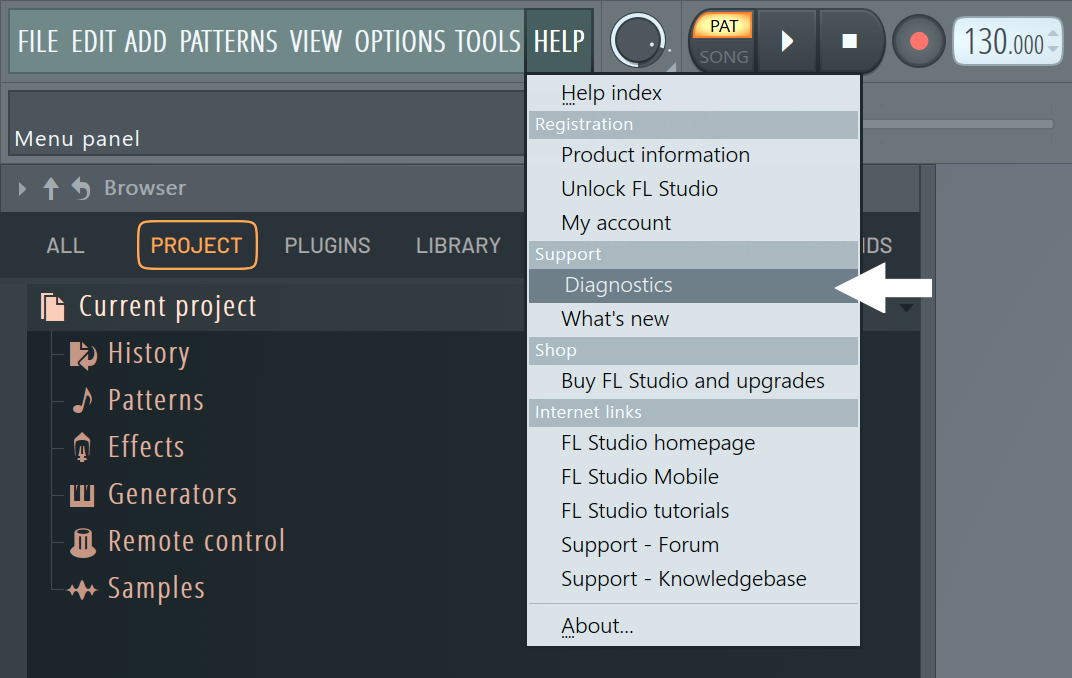 FILE EDIT ADD PATTERNS VIEW OPTIONS TOOLS HELP
PAT
SONG
130.000
Menu panel
Browser
ALL PROJECT PLUGINS LIBRARY
Current project
History
Patterns
Effects
Generators
Remote control
Samples
Help index
Registration
Product information
Unlock FL Studio
My account
Support
Diagnostics
What's new
Shop
Buy FL Studio and upgrades
Internet links
FL Studio homepage
FL Studio Mobile
FL Studio tutorials
Support - Forum
Support - Knowledgebase
About...